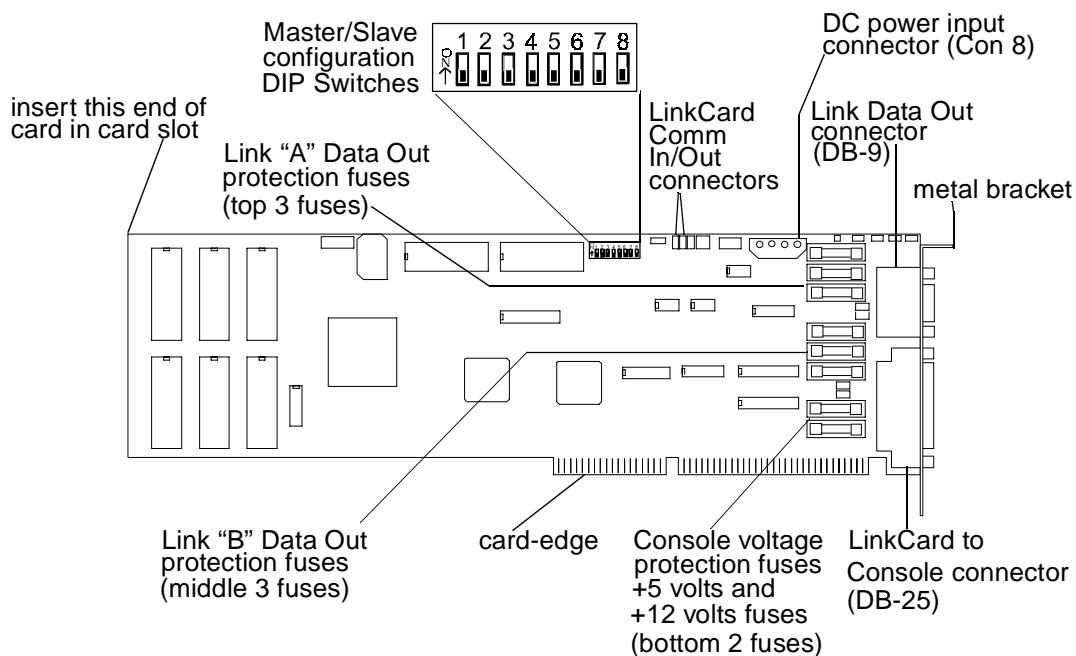 Master/Slave
configuration
DIP Switches
1 2 3 4 5 6 7 8
NO
DC power input
connector (Con 8)
insert this end of
card in card slot
Link “A” Data Out
protection fuses
(top 3 fuses)
LinkCard
Comm
In/Out
connectors
Link Data Out
connector
(DB-9)
metal bracket
Link “B” Data Out
protection fuses
(middle 3 fuses)
card-edge
Console voltage
protection fuses
+5 volts and
+12 volts fuses
(bottom 2 fuses)
LinkCard to
Console connector
(DB-25)